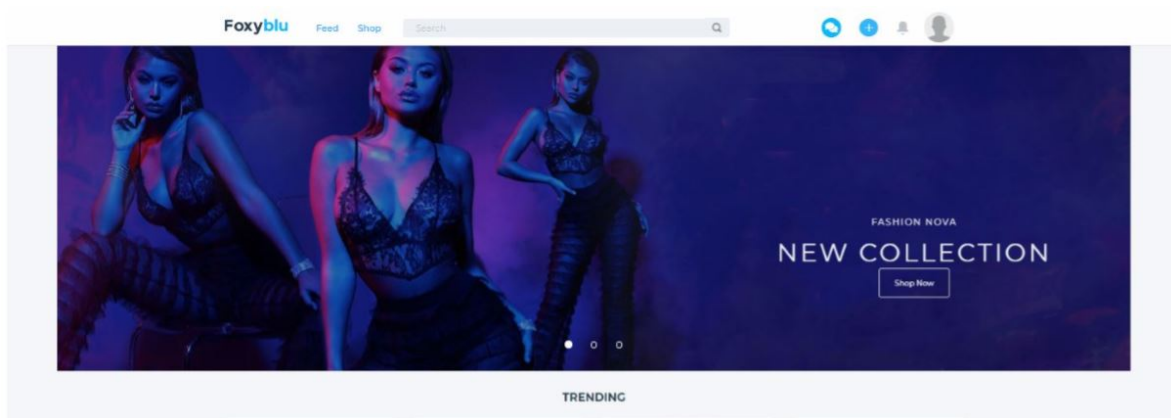 Foxyblu Feed Shop Search
FASHION NOVA
NEW COLLECTION
Shop Now
TRENDING